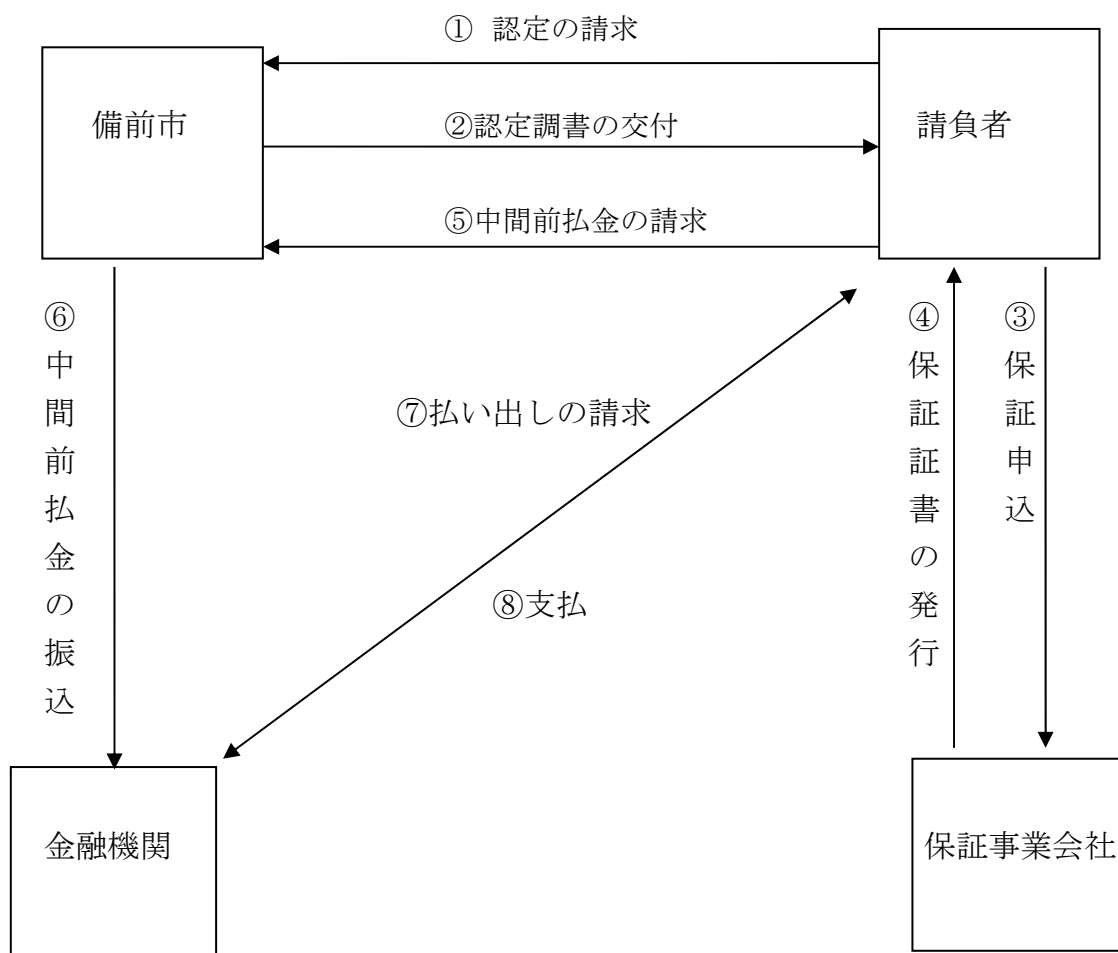 ① 認定の請求
備前市
②認定調書の交付
請負者
⑤中間前払金の請求
⑥中間前払金の振込
④保証証書の発行
③保証申込
⑦払い出しの請求
⑧支払
金融機関
保証事業会社